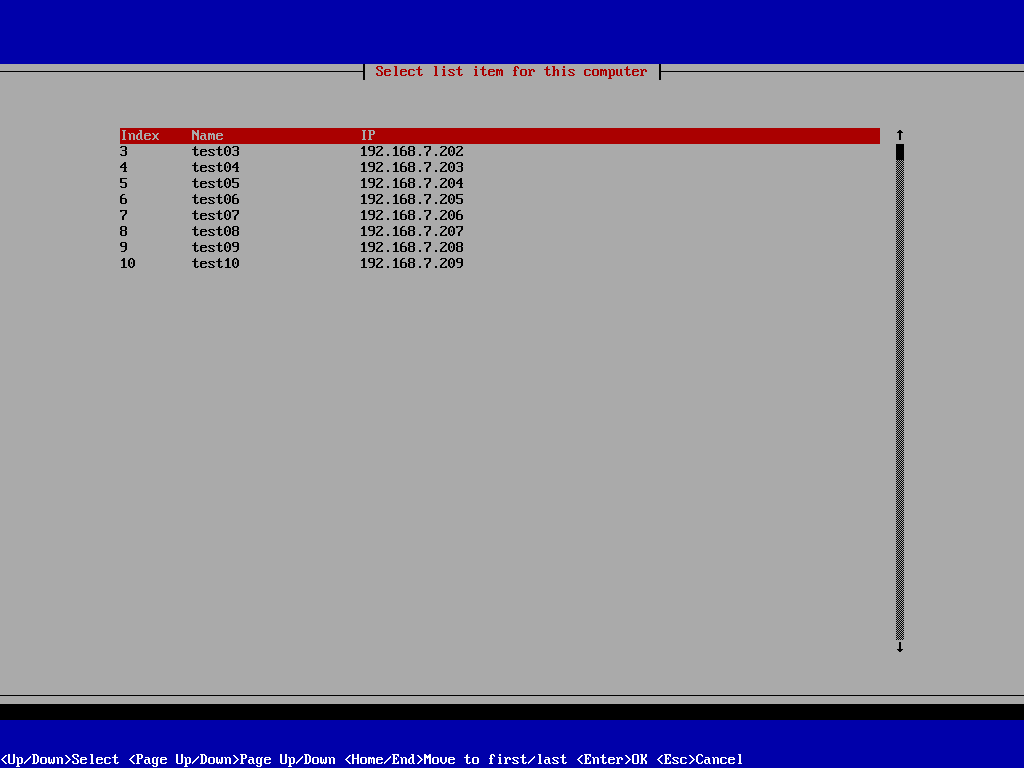 Select list item for this computer
Index Name IP
3 test03 192.168.7.202
4 test04 192.168.7.203
5 test05 192.168.7.204
6 test06 192.168.7.205
7 test07 192.168.7.206
8 test08 192.168.7.207
9 test09 192.168.7.208
10 test10 192.168.7.209
<Up/Down>Select <Page Up/Down>Page Up/Down <Home/End>Move to first/last <Enter>OK <Esc>Cancel